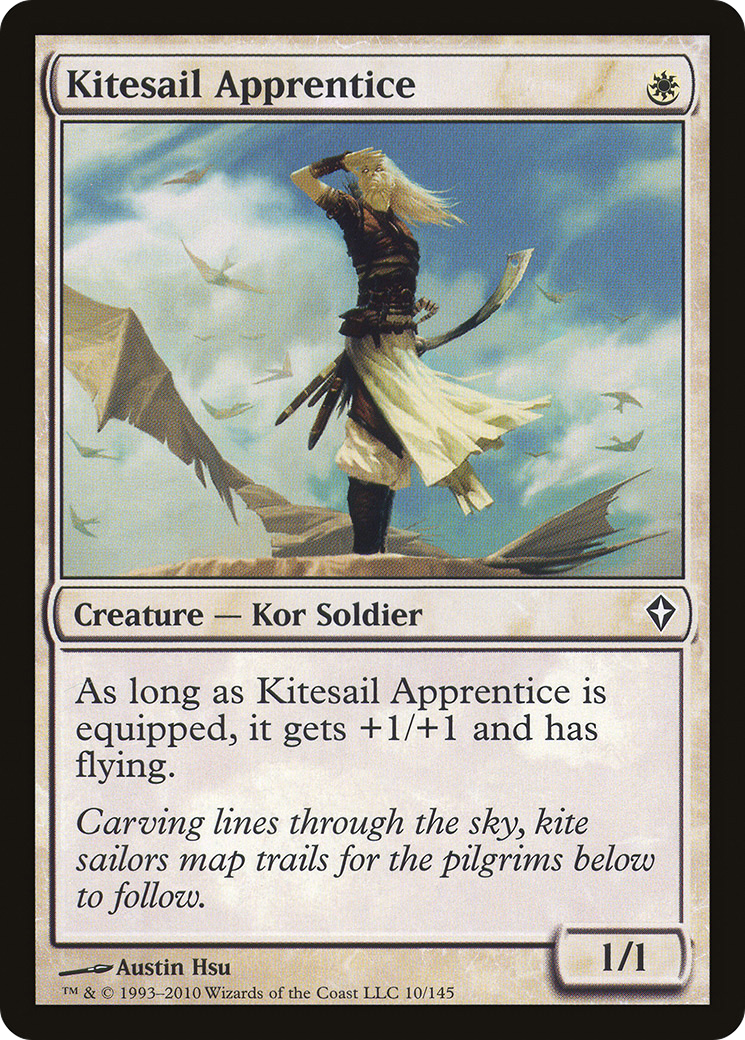 Kitesail Apprentice
Creature — Kor Soldier
As long as Kitesail Apprentice is
equipped, it gets +1/+1 and has
flying.
Carving lines through the sky, kite
sailors map trails for the pilgrims below
to follow.
1/1
Austin Hsu
™ & © 1993–2010 Wizards of the Coast LLC 10/145